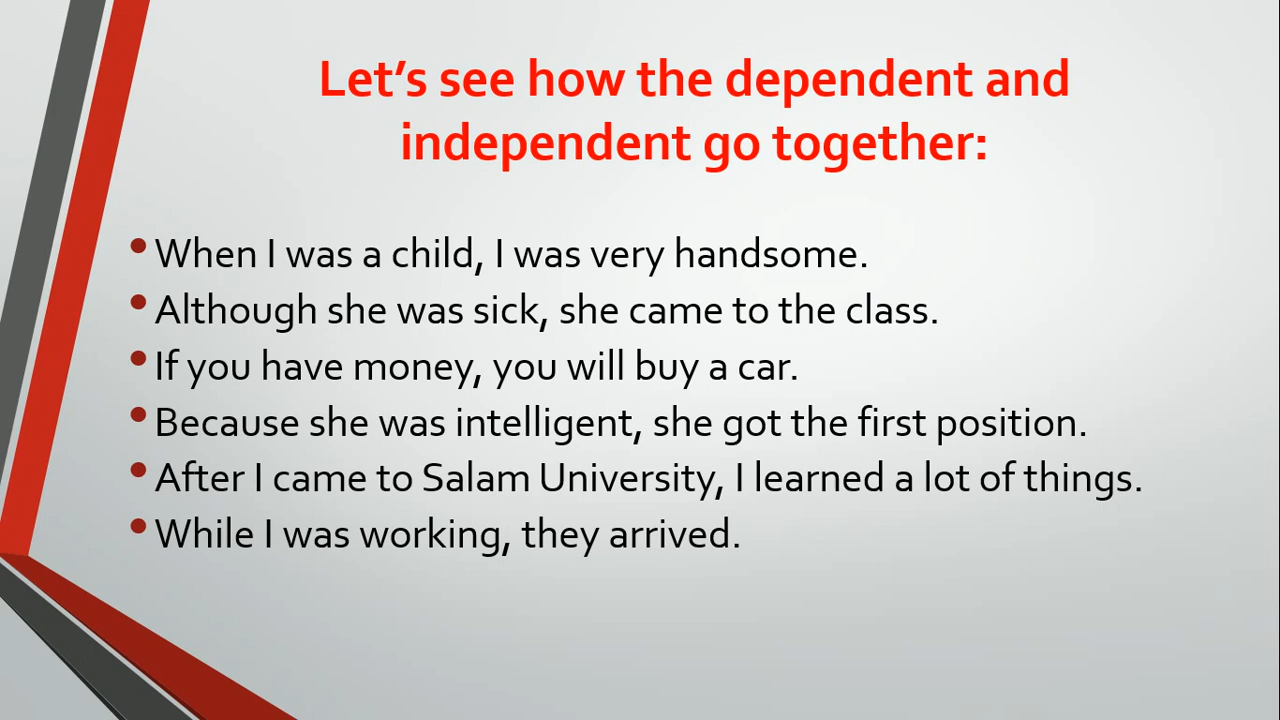 Let’s see how the dependent and
independent go together:
• When I was a child, I was very handsome.
• Although she was sick, she came to the class.
• If you have money, you will buy a car.
• Because she was intelligent, she got the first position.
• After I came to Salam University, I learned a lot of things.
• While I was working, they arrived.